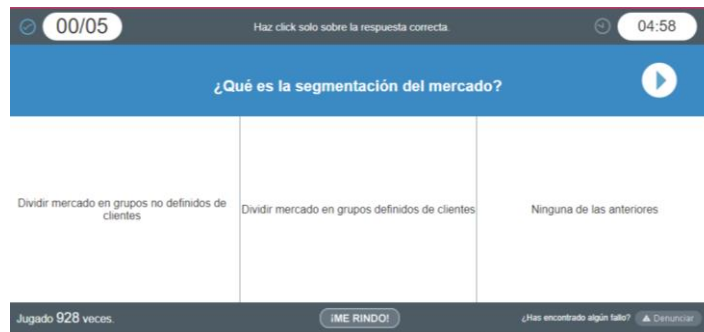 00/05
Haz click solo sobre la respuesta correcta.
04:58
¿Qué es la segmentación del mercado?
Dividir mercado en grupos no definidos de
clientes
Dividir mercado en grupos definidos de clientes
Ninguna de las anteriores
Jugado 928 veces.
¡ME RINDO!
¿Has encontrado algún fallo?
Denunciar